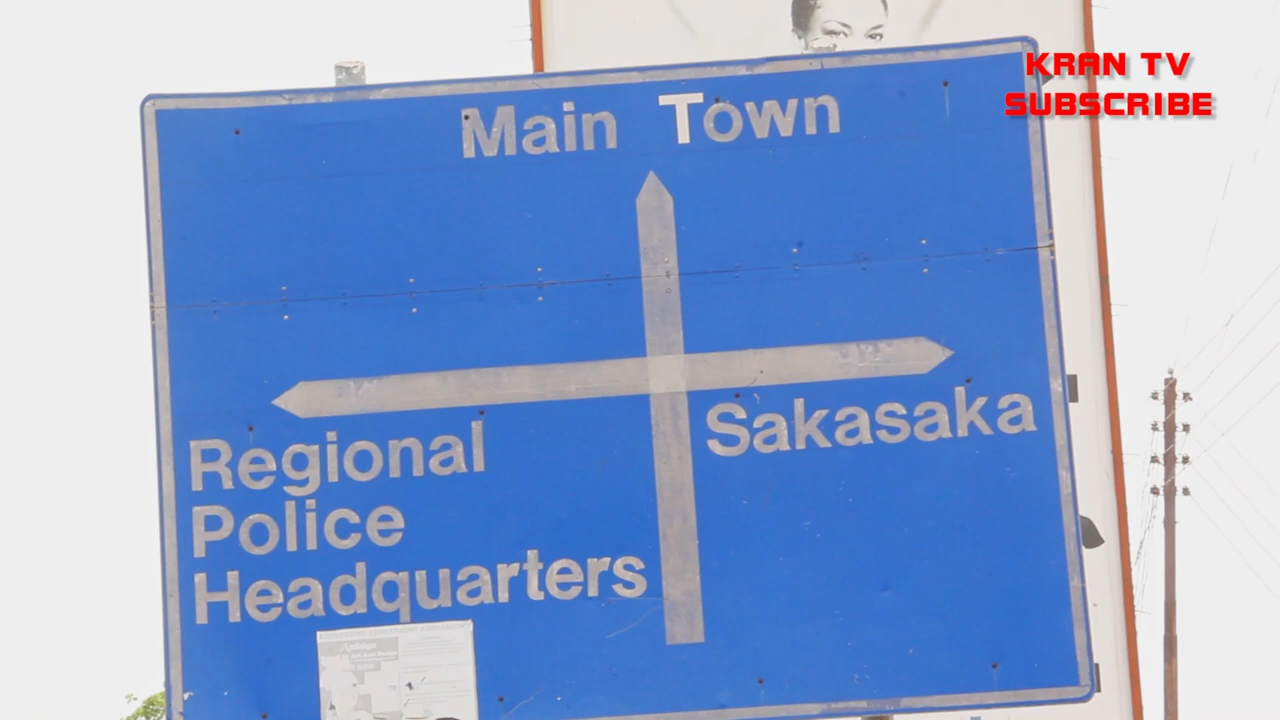 KRAN TV
SUBSCRIBE
Main Town
Sakasaka
Regional
Police
Headquarters